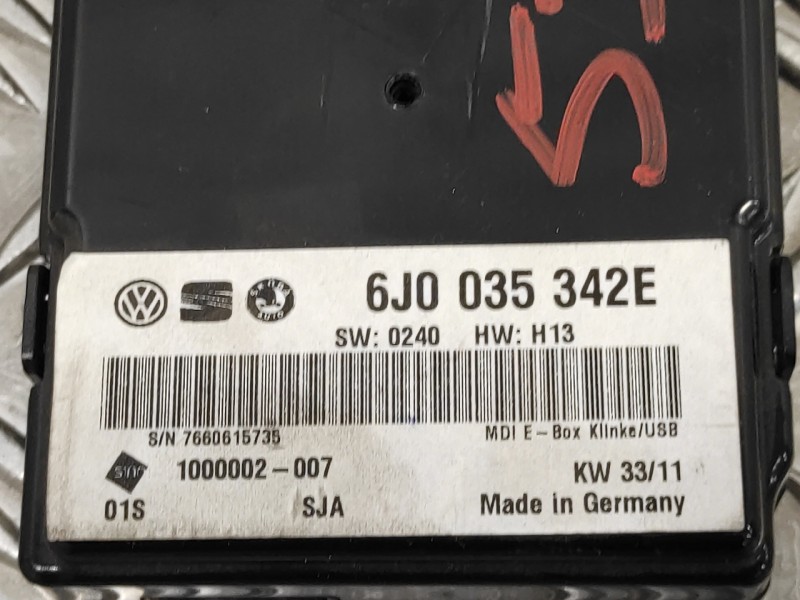 6J0 035 342E
SW: 0240 HW: H13
S/N 7660615735 MDI E-Box Klinke/USB
1000002-007 KW 33/11
01S SJA Made in Germany